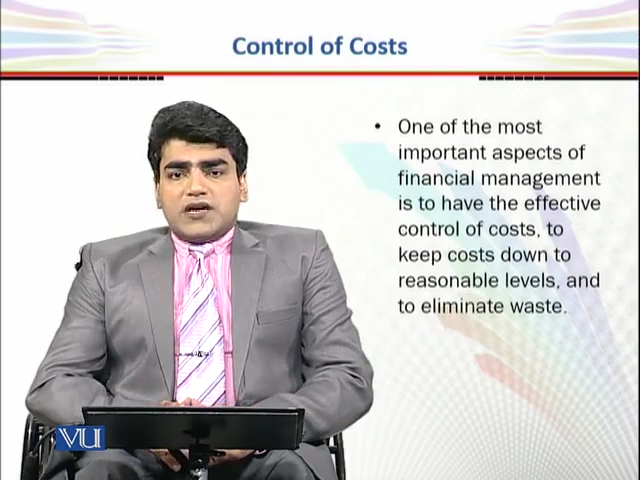 Control of Costs
• One of the most
important aspects of
financial management
is to have the effective
control of costs, to
keep costs down to
reasonable levels, and
to eliminate waste.
VU